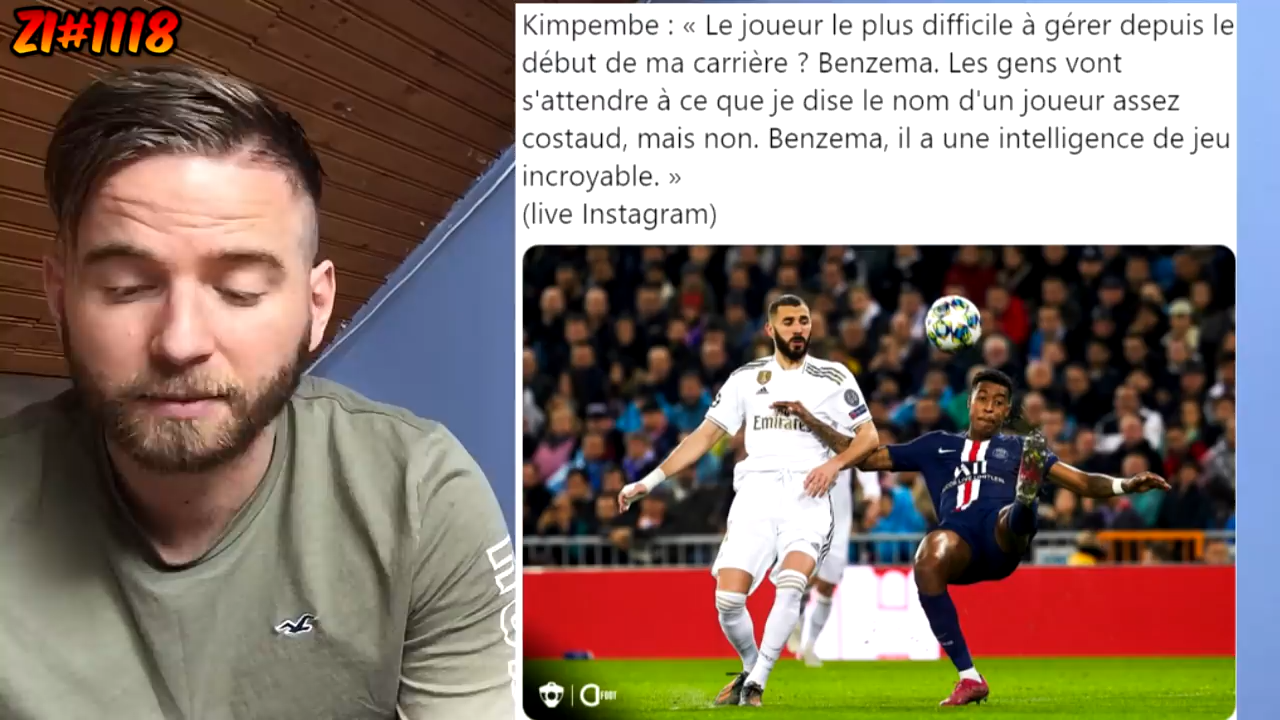 ZI#1118
Kimpembe : « Le joueur le plus difficile à gérer depuis le
début de ma carrière ? Benzema. Les gens vont
s'attendre à ce que je dise le nom d'un joueur assez
costaud, mais non. Benzema, il a une intelligence de jeu
incroyable. »
(live Instagram)
Emirates
ALL
FOOT